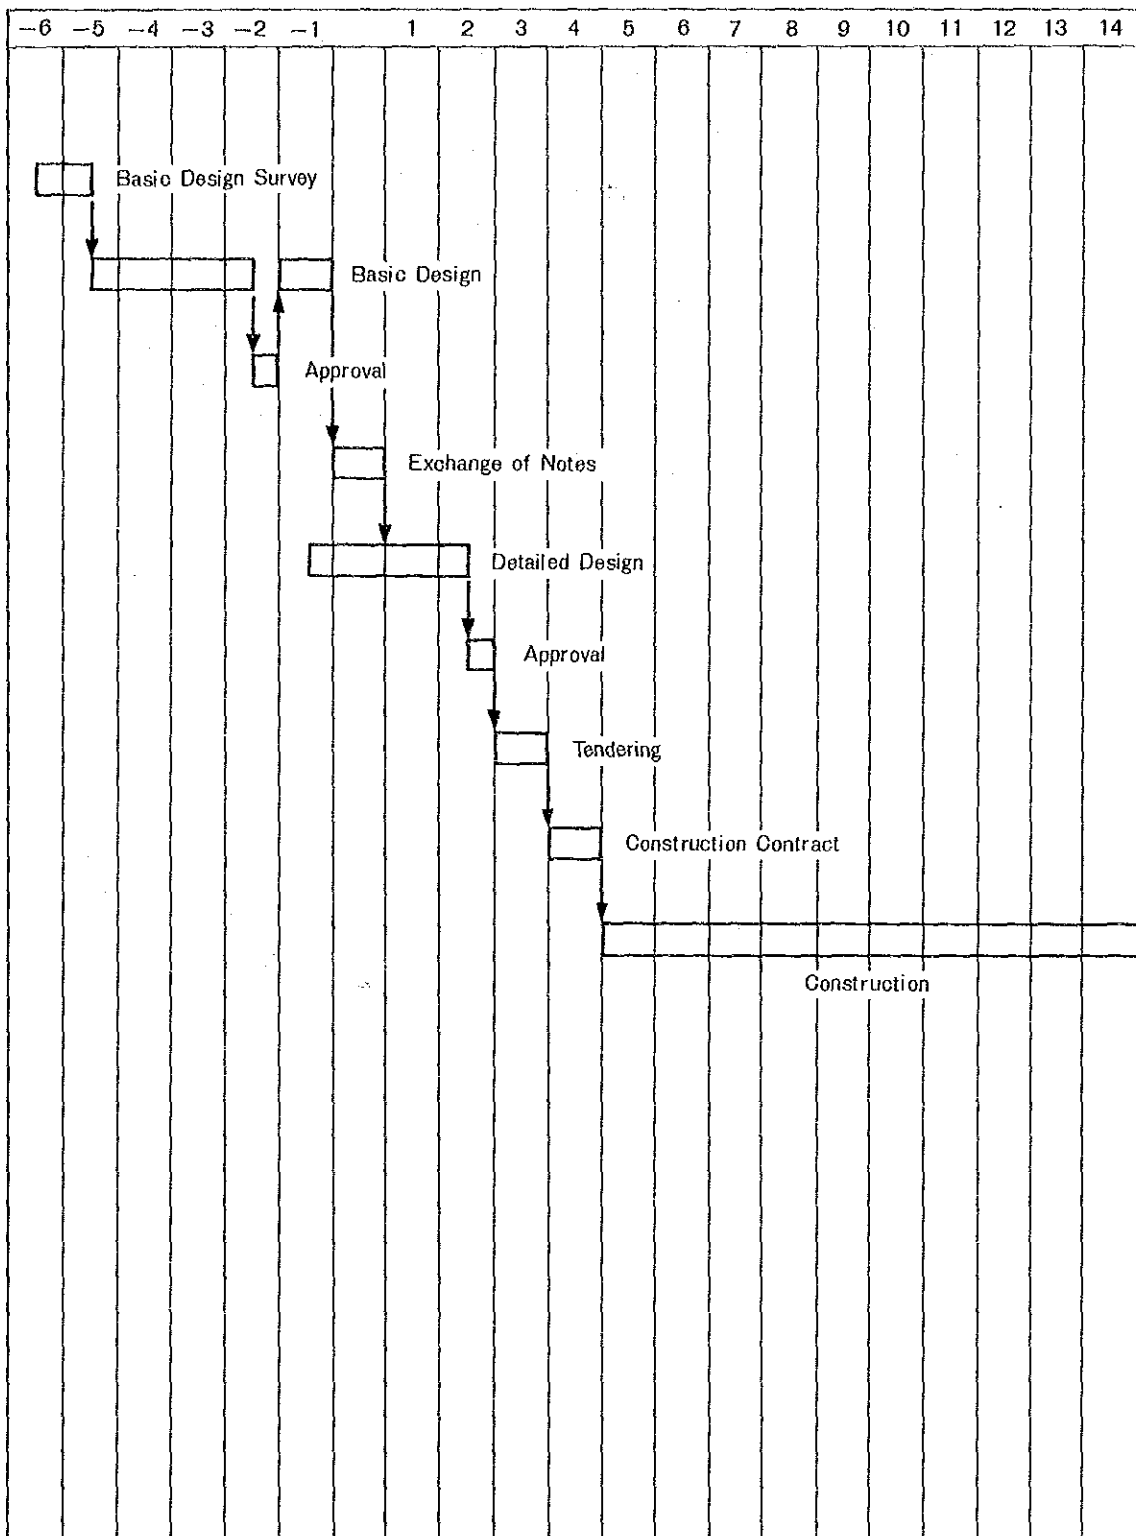 −6 −5 −4 −3 −2 −1 1 2 3 4 5 6 7 8 9 10 11 12 13 14
Basic Design Survey
Basic Design
Approval
Exchange of Notes
Detailed Design
Approval
Tendering
Construction Contract
Construction